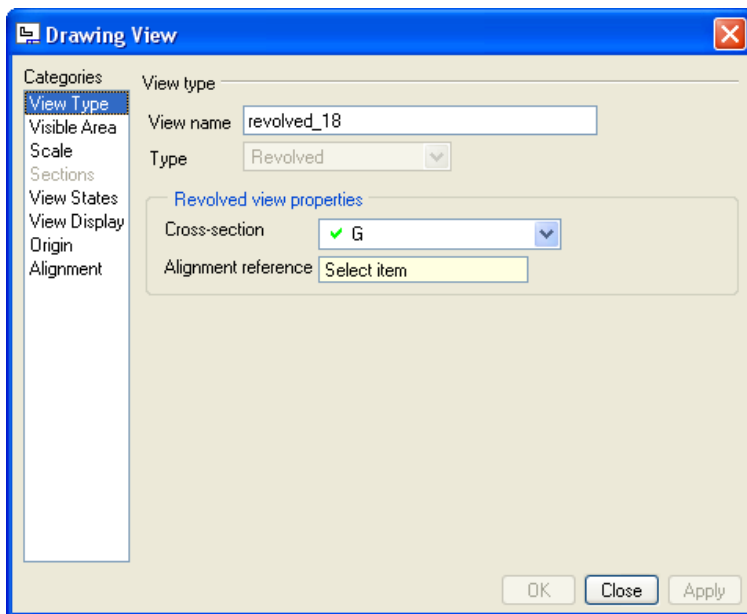 Drawing View
Categories
View Type
Visible Area
Scale
Sections
View States
View Display
Origin
Alignment
View type
View name revolved_18
Type Revolved
Revolved view properties
Cross-section G
Alignment reference Select item
OK Close Apply